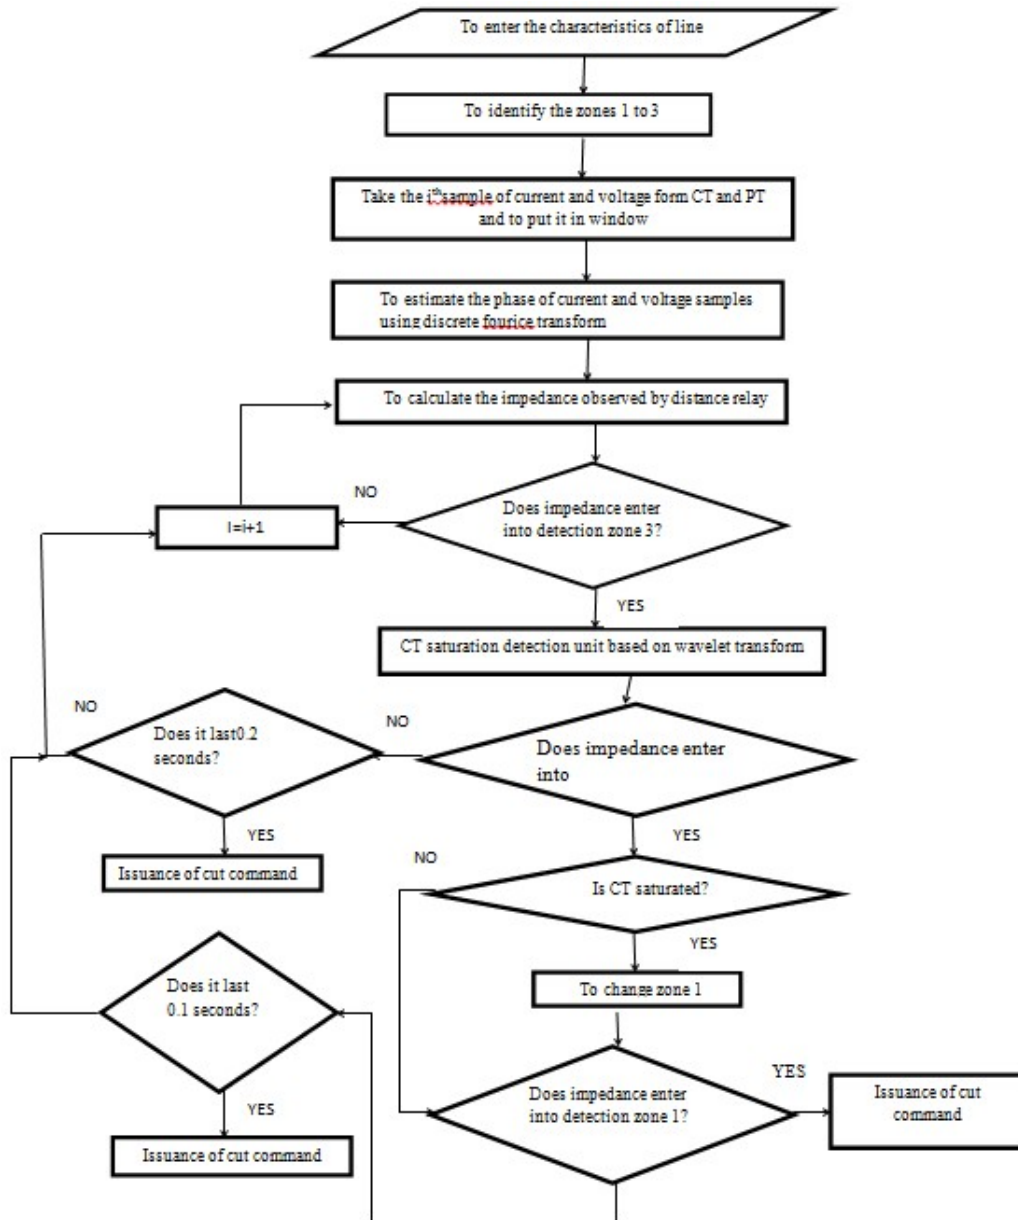 To enter the characteristics of line
To identify the zones 1 to 3
Take the iᵗʰsample of current and voltage form CT and PT
and to put it in window
To estimate the phase of current and voltage samples
using discrete fourice transform
To calculate the impedance observed by distance relay
NO
Does impedance enter
into detection zone 3?
I=i+1
YES
CT saturation detection unit based on wavelet transform
NO
NO
Does it last0.2
seconds?
Does impedance enter
into
YES
YES
NO
Issuance of cut command
Is CT saturated?
YES
Does it last
0.1 seconds?
To change zone 1
YES
Does impedance enter
into detection zone 1?
Issuance of cut
command
YES
Issuance of cut command